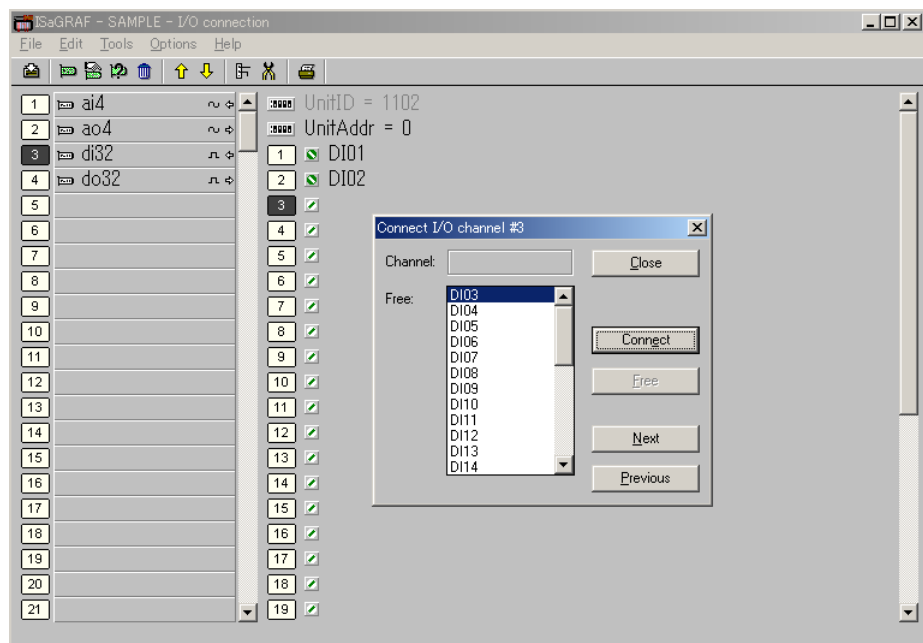 ISaGRAF - SAMPLE - I/O connection
File Edit Tools Options Help
1 ai4
2 ao4
3 di32
4 do32
5
6
7
8
9
10
11
12
13
14
15
16
17
18
19
20
21
UnitID = 1102
UnitAddr = 0
1 DI01
2 DI02
3
4
5
6
7
8
9
10
11
12
13
14
15
16
17
18
19
Connect I/O channel #3
Channel:
Close
Free:
DI03
DI04
DI05
DI06
DI07
DI08
DI09
DI10
DI11
DI12
DI13
DI14
Connect
Free
Next
Previous